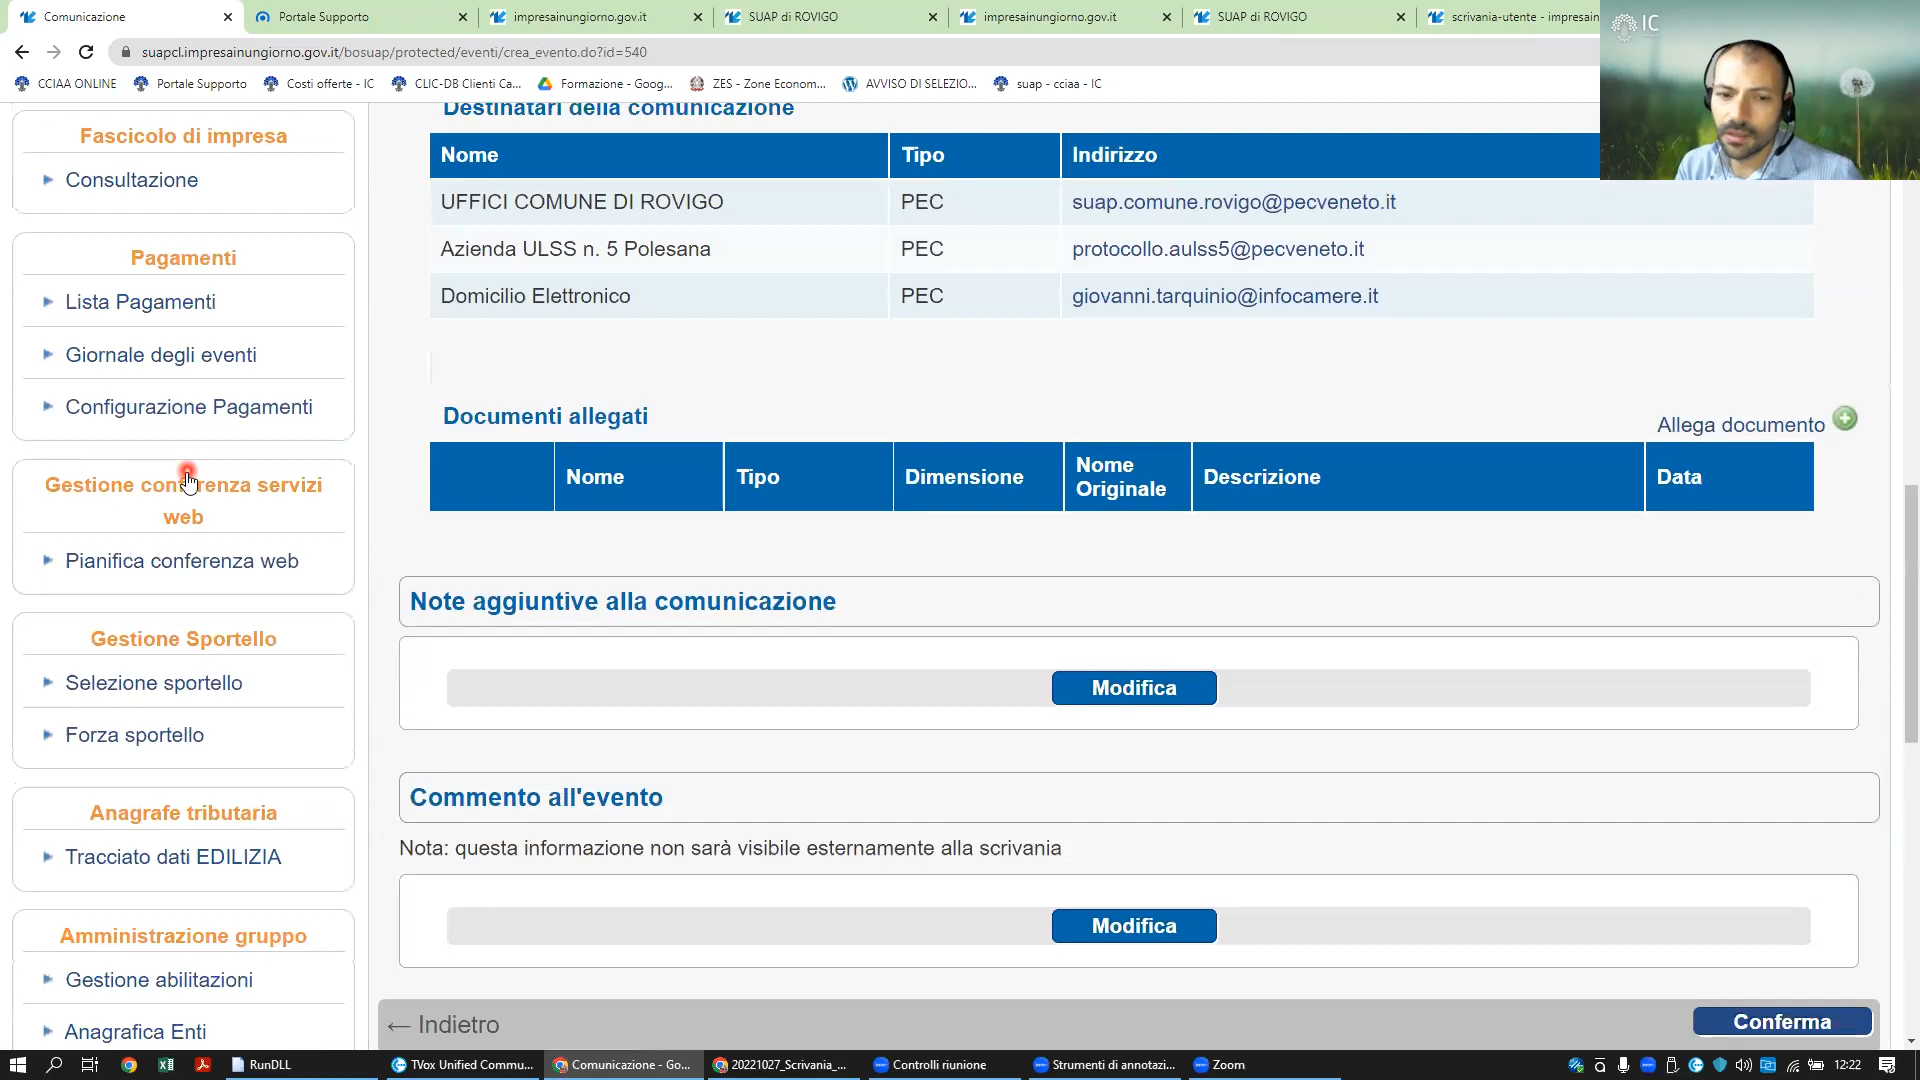 Comunicazione
Portale Supporto
impresainungiorno.gov.it
SUAP di ROVIGO
impresainungiorno.gov.it
SUAP di ROVIGO
scrivania-utente - impresain
suapcl.impresainungiorno.gov.it/bosuap/protected/eventi/crea_evento.do?id=540
CCIAA ONLINE
Portale Supporto
Costi offerte - IC
CLIC-DB Clienti Ca...
Formazione - Goog...
ZES - Zone Econom...
AVVISO DI SELEZIO...
suap - cciaa - IC
IC
Fascicolo di impresa
Consultazione
Pagamenti
Lista Pagamenti
Giornale degli eventi
Configurazione Pagamenti
Gestione conferenza servizi
web
Pianifica conferenza web
Gestione Sportello
Selezione sportello
Forza sportello
Anagrafe tributaria
Tracciato dati EDILIZIA
Amministrazione gruppo
Gestione abilitazioni
Anagrafica Enti
Destinatari della comunicazione
Nome Tipo Indirizzo
UFFICI COMUNE DI ROVIGO PEC suap.comune.rovigo@pecveneto.it
Azienda ULSS n. 5 Polesana PEC protocollo.aulss5@pecveneto.it
Domicilio Elettronico PEC giovanni.tarquinio@infocamere.it
Documenti allegati
Allega documento
Nome Tipo Dimensione Nome Originale Descrizione Data
Note aggiuntive alla comunicazione
Modifica
Commento all'evento
Nota: questa informazione non sarà visibile esternamente alla scrivania
Modifica
← Indietro
Conferma
RunDLL
TVox Unified Commu...
Comunicazione - Go...
20221027_Scrivania_...
Controlli riunione
Strumenti di annotazi...
Zoom
12:22